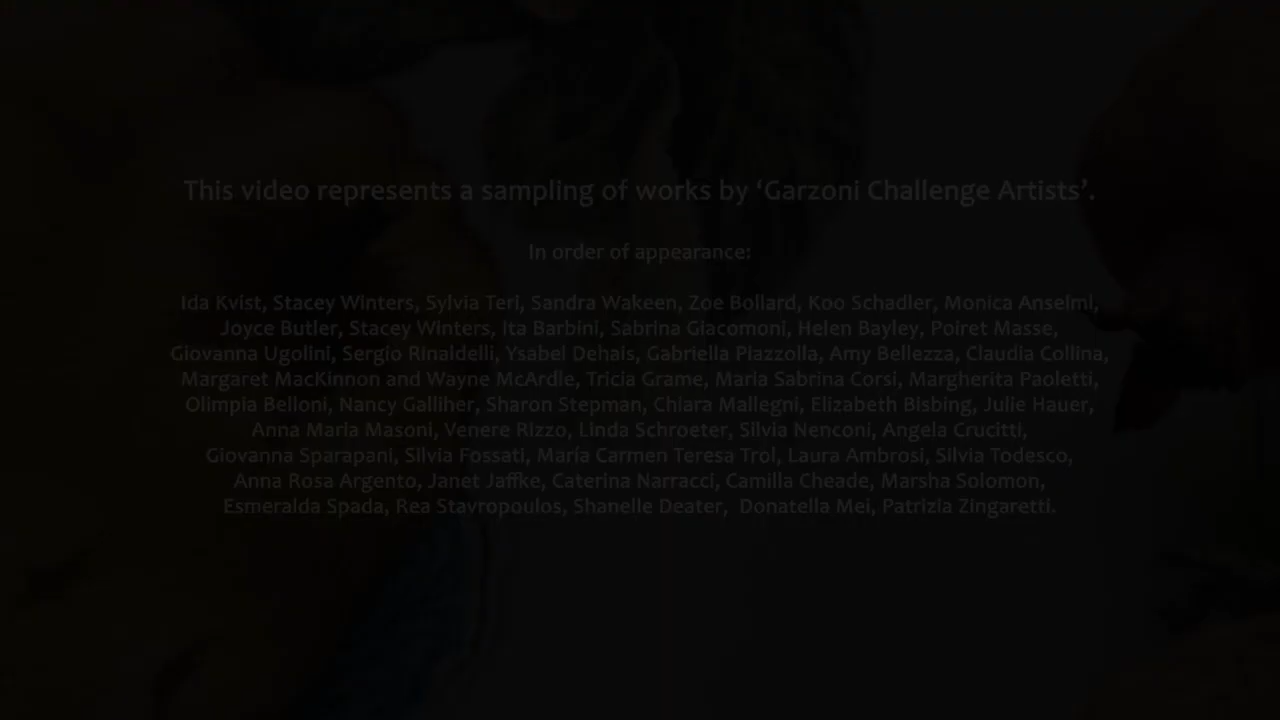 This video represents a sampling of works by ‘Garzoni Challenge Artists’.
In order of appearance:
Ida Kvist, Stacey Winters, Sylvia Teri, Sandra Wakeen, Zoe Bollard, Koo Schadler, Monica Anselmi,
Joyce Butler, Stacey Winters, Ita Barbini, Sabrina Giacomoni, Helen Bayley, Poiret Masse,
Giovanna Ugolini, Sergio Rinaldelli, Ysabel Dehais, Gabriella Piazzolla, Amy Bellezza, Claudia Collina,
Margaret MacKinnon and Wayne McArdle, Tricia Grame, Maria Sabrina Corsi, Margherita Paoletti,
Olimpia Belloni, Nancy Galliher, Sharon Stepman, Chiara Mallegni, Elizabeth Bisbing, Julie Hauer,
Anna Maria Masoni, Venere Rizzo, Linda Schroeter, Silvia Nenconi, Angela Crucitti,
Giovanna Sparapani, Silvia Fossati, María Carmen Teresa Trol, Laura Ambrosi, Silvia Todesco,
Anna Rosa Argento, Janet Jaffke, Caterina Narracci, Camilla Cheade, Marsha Solomon,
Esmeralda Spada, Rea Stavropoulos, Shanelle Deater, Donatella Mei, Patrizia Zingaretti.